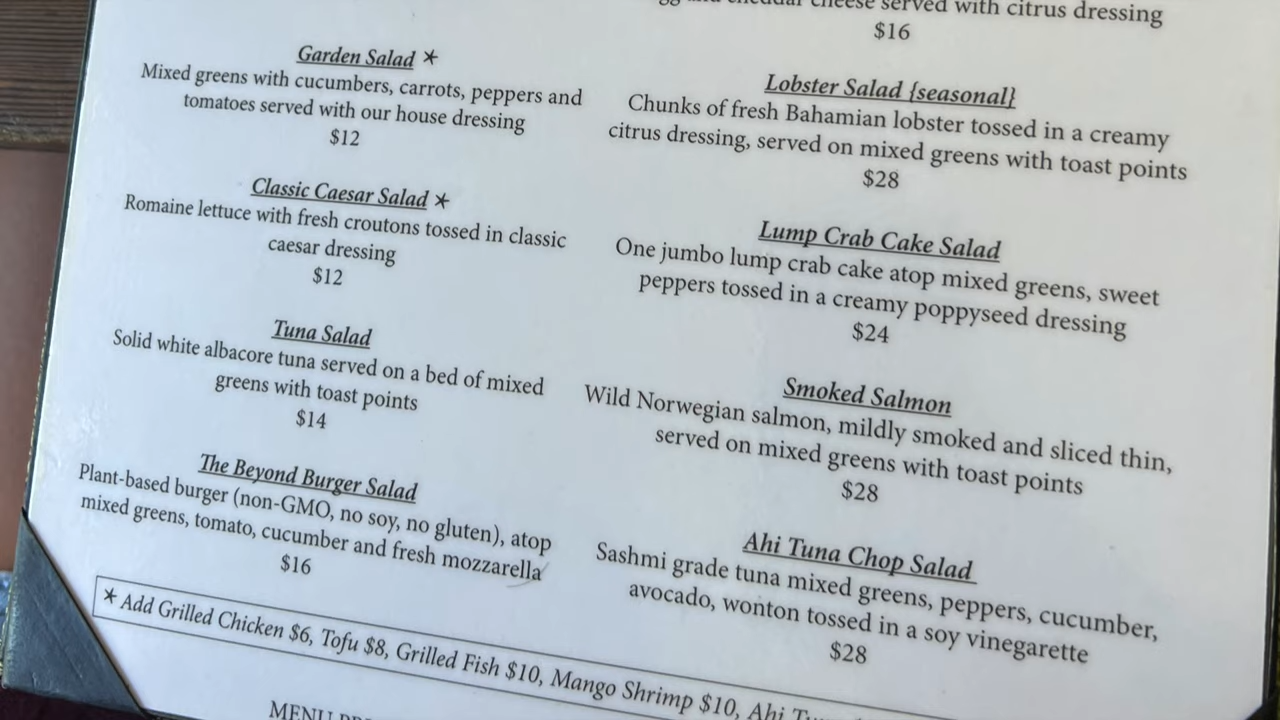 Garden Salad *
Mixed greens with cucumbers, carrots, peppers and
tomatoes served with our house dressing
$12
Classic Caesar Salad *
Romaine lettuce with fresh croutons tossed in classic
caesar dressing
$12
Tuna Salad
Solid white albacore tuna served on a bed of mixed
greens with toast points
$14
The Beyond Burger Salad
Plant-based burger (non-GMO, no soy, no gluten), atop
mixed greens, tomato, cucumber and fresh mozzarella
$16
cheese served with citrus dressing
$16
Lobster Salad {seasonal}
Chunks of fresh Bahamian lobster tossed in a creamy
citrus dressing, served on mixed greens with toast points
$28
Lump Crab Cake Salad
One jumbo lump crab cake atop mixed greens, sweet
peppers tossed in a creamy poppyseed dressing
$24
Smoked Salmon
Wild Norwegian salmon, mildly smoked and sliced thin,
served on mixed greens with toast points
$28
Ahi Tuna Chop Salad
Sashmi grade tuna mixed greens, peppers, cucumber,
avocado, wonton tossed in a soy vinegarette
$28
* Add Grilled Chicken $6, Tofu $8, Grilled Fish $10, Mango Shrimp $10, Ahi
MENU